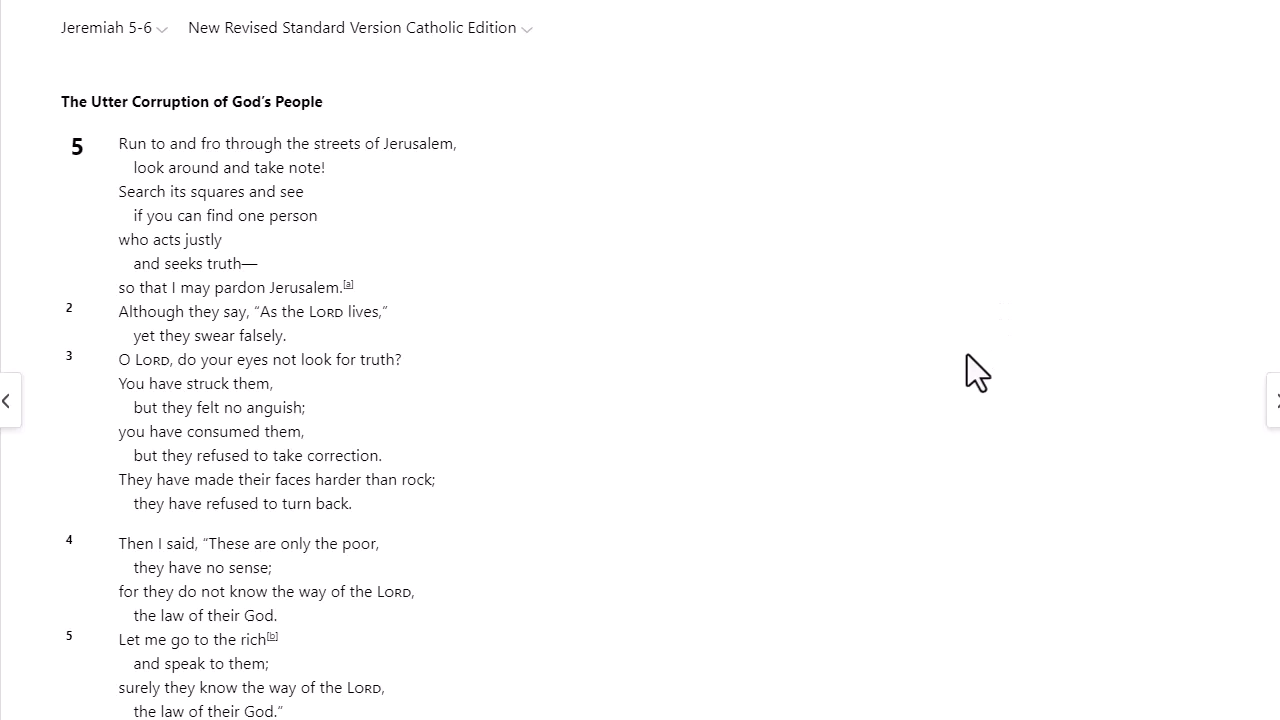 Jeremiah 5-6 New Revised Standard Version Catholic Edition
The Utter Corruption of God's People
5 Run to and fro through the streets of Jerusalem,
look around and take note!
Search its squares and see
if you can find one person
who acts justly
and seeks truth—
so that I may pardon Jerusalem.[a]
2 Although they say, “As the LORD lives,”
yet they swear falsely.
3 O LORD, do your eyes not look for truth?
You have struck them,
but they felt no anguish;
you have consumed them,
but they refused to take correction.
They have made their faces harder than rock;
they have refused to turn back.
4 Then I said, “These are only the poor,
they have no sense;
for they do not know the way of the LORD,
the law of their God.
5 Let me go to the rich[b]
and speak to them;
surely they know the way of the LORD,
the law of their God.”